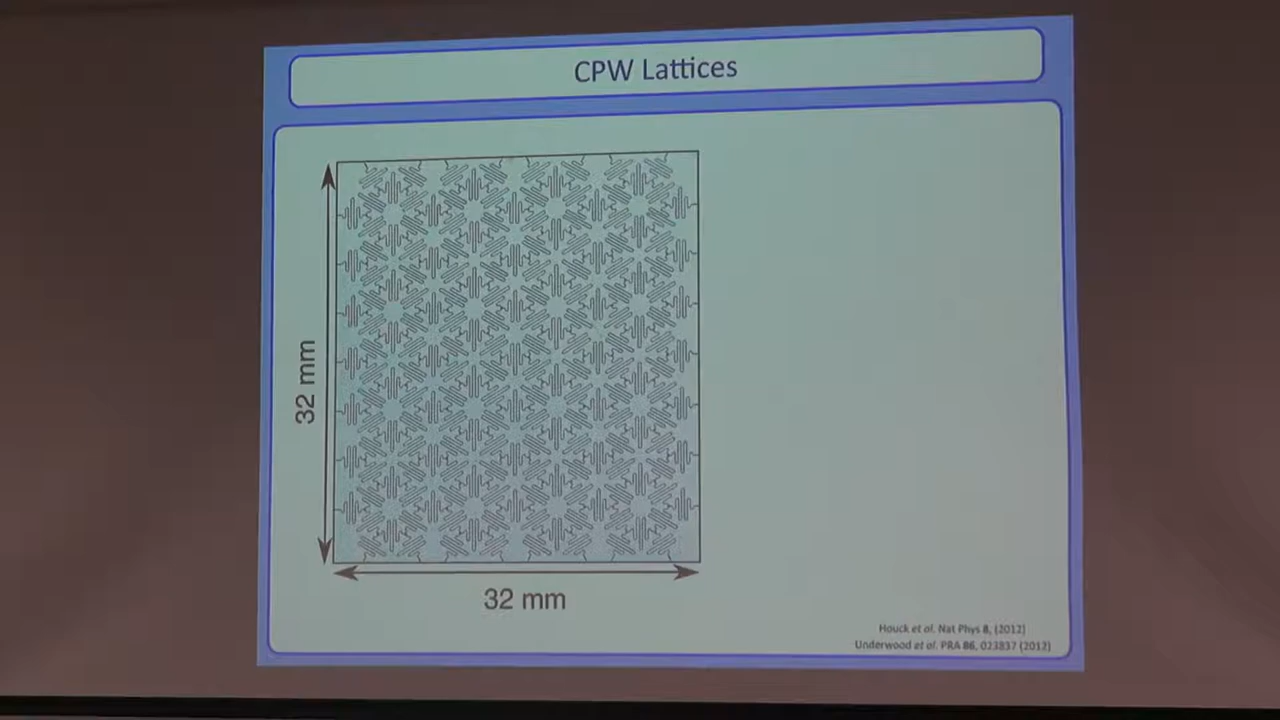 CPW Lattices
32 mm
32 mm
Houck et al. Nat Phys 8, (2012)
Underwood et al. PRA 86, 023837 (2012)